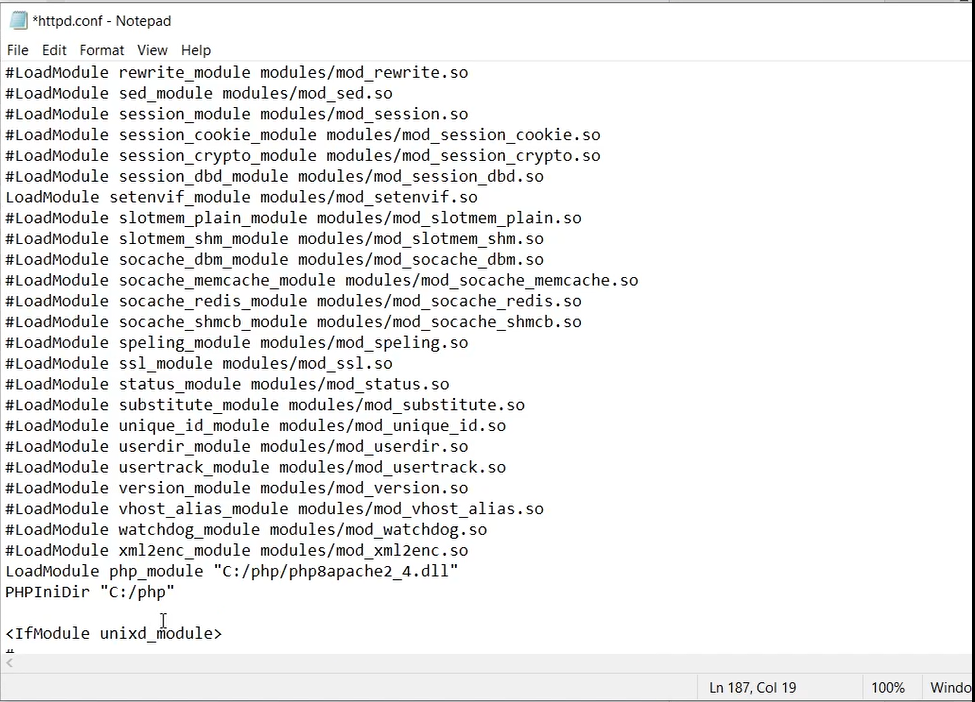 *httpd.conf - Notepad
File Edit Format View Help
#LoadModule rewrite_module modules/mod_rewrite.so
#LoadModule sed_module modules/mod_sed.so
#LoadModule session_module modules/mod_session.so
#LoadModule session_cookie_module modules/mod_session_cookie.so
#LoadModule session_crypto_module modules/mod_session_crypto.so
#LoadModule session_dbd_module modules/mod_session_dbd.so
LoadModule setenvif_module modules/mod_setenvif.so
#LoadModule slotmem_plain_module modules/mod_slotmem_plain.so
#LoadModule slotmem_shm_module modules/mod_slotmem_shm.so
#LoadModule socache_dbm_module modules/mod_socache_dbm.so
#LoadModule socache_memcache_module modules/mod_socache_memcache.so
#LoadModule socache_redis_module modules/mod_socache_redis.so
#LoadModule socache_shmcb_module modules/mod_socache_shmcb.so
#LoadModule speling_module modules/mod_speling.so
#LoadModule ssl_module modules/mod_ssl.so
#LoadModule status_module modules/mod_status.so
#LoadModule substitute_module modules/mod_substitute.so
#LoadModule unique_id_module modules/mod_unique_id.so
#LoadModule userdir_module modules/mod_userdir.so
#LoadModule usertrack_module modules/mod_usertrack.so
#LoadModule version_module modules/mod_version.so
#LoadModule vhost_alias_module modules/mod_vhost_alias.so
#LoadModule watchdog_module modules/mod_watchdog.so
#LoadModule xml2enc_module modules/mod_xml2enc.so
LoadModule php_module "C:/php/php8apache2_4.dll"
PHPIniDir "C:/php"
<IfModule unixd_module>
#
Ln 187, Col 19 100% Windo